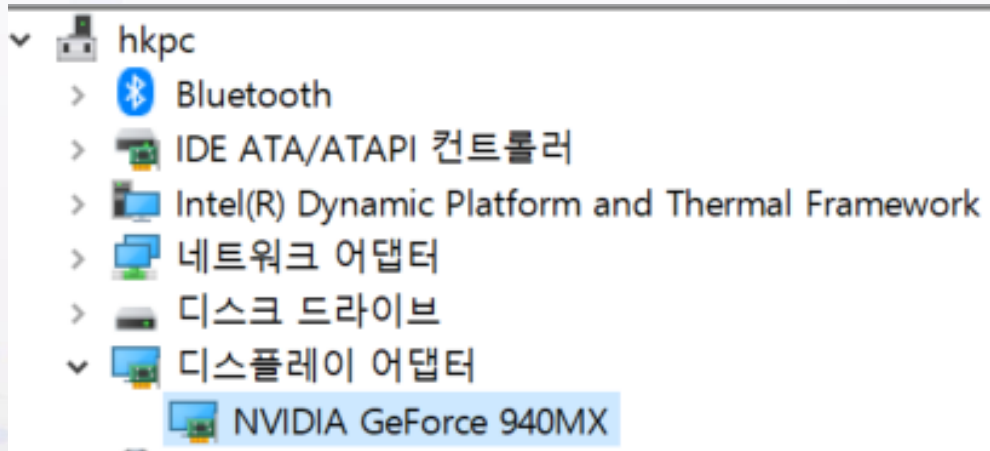 hkpc
Bluetooth
IDE ATA/ATAPI 컨트롤러
Intel(R) Dynamic Platform and Thermal Framework
네트워크 어댑터
디스크 드라이브
디스플레이 어댑터
NVIDIA GeForce 940MX